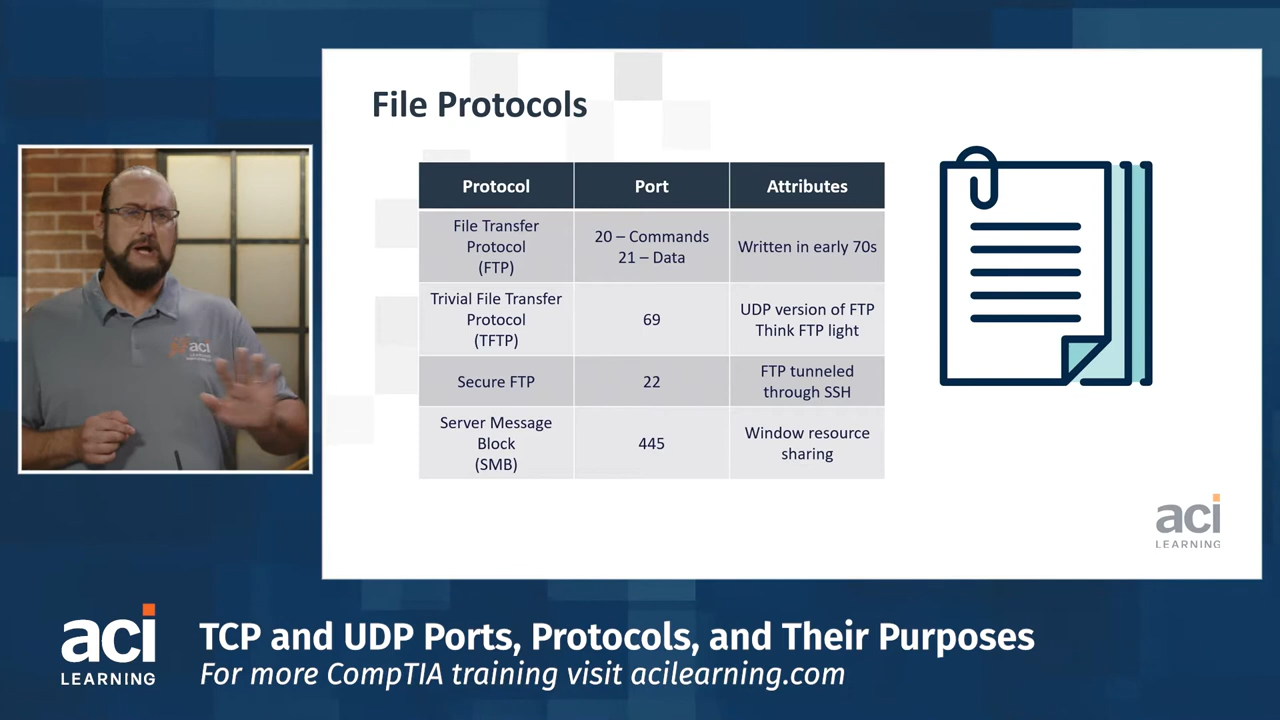 File Protocols
Protocol
Port
Attributes
File Transfer
Protocol
(FTP)
20 – Commands
21 – Data
Written in early 70s
Trivial File Transfer
Protocol
(TFTP)
69
UDP version of FTP
Think FTP light
Secure FTP
22
FTP tunneled
through SSH
Server Message
Block
(SMB)
445
Window resource
sharing
aci
aci
LEARNING
aci
LEARNING
TCP and UDP Ports, Protocols, and Their Purposes
For more CompTIA training visit acilearning.com